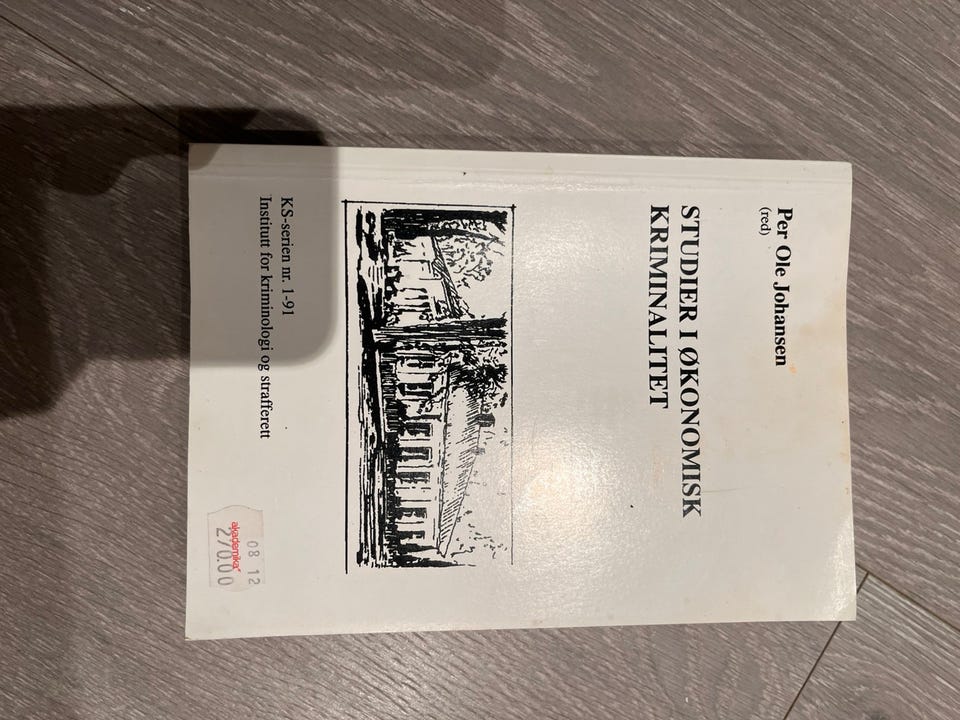 Per Ole Johansen
(red)
STUDIER I ØKONOMISK
KRIMINALITET
KS-serien nr. 1-91
Institutt for kriminologi og strafferett
08 12
akademika
270.00